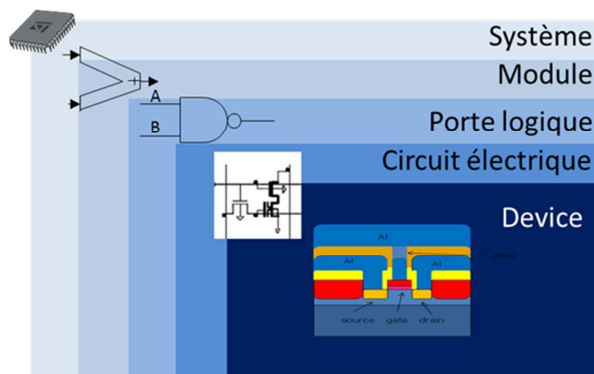 Système
Module
+
A
B
Porte logique
Circuit électrique
Device
Al
Al
Al
source
gate
drain